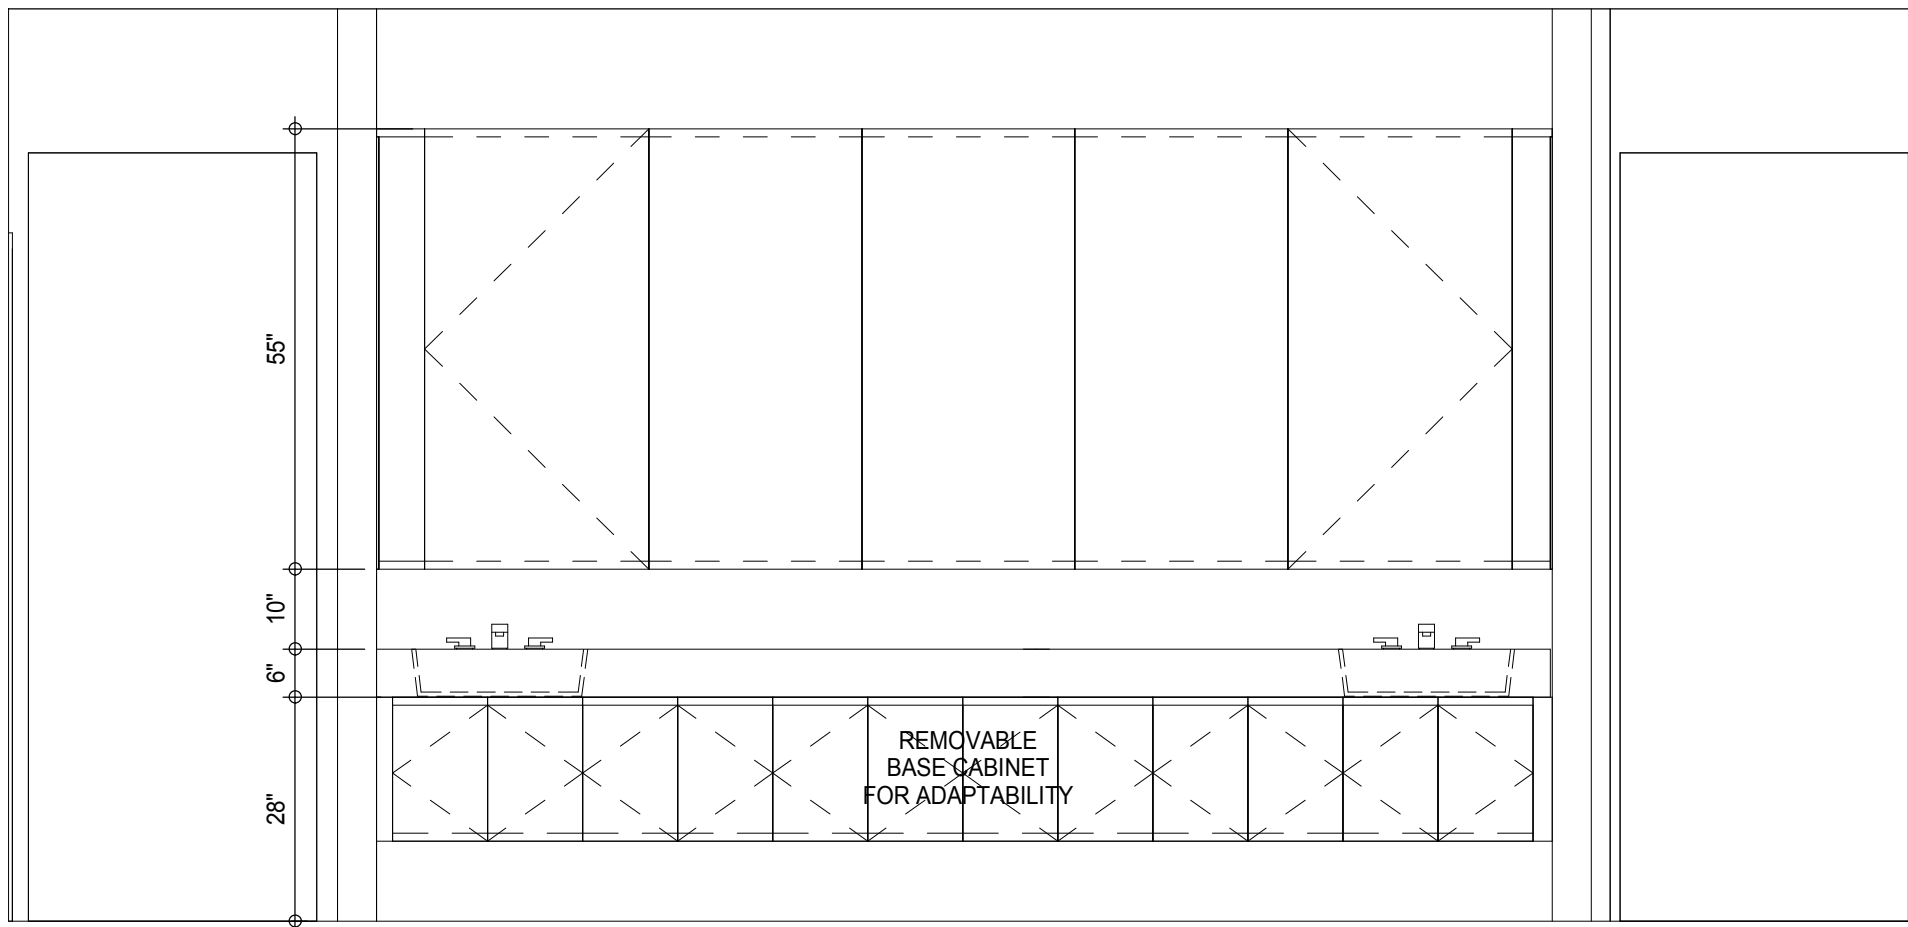 55"
10"
6"
28"
REMOVABLE
BASE CABINET
FOR ADAPTABILITY